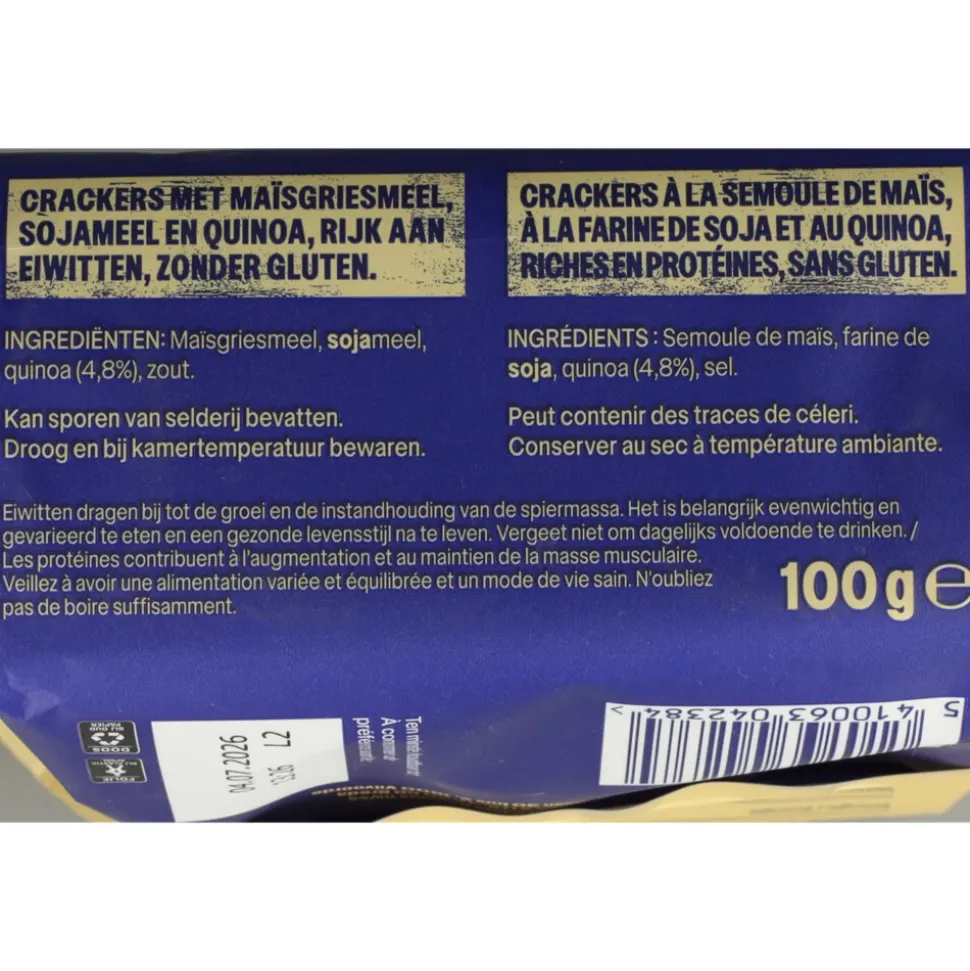 CRACKERS MET MAÏSGRIESMEEL,
SOJAMEEL EN QUINOA, RIJK AAN
EIWITTEN, ZONDER GLUTEN.
CRACKERS À LA SEMOULE DE MAÏS,
À LA FARINE DE SOJA ET AU QUINOA,
RICHES EN PROTÉINES, SANS GLUTEN.
INGREDIËNTEN: Maïsgriesmeel, sojameel,
quinoa (4,8%), zout.
Kan sporen van selderij bevatten.
Droog en bij kamertemperatuur bewaren.
INGRÉDIENTS : Semoule de maïs, farine de
soja, quinoa (4,8%), sel.
Peut contenir des traces de céleri.
Conserver au sec à température ambiante.
Eiwitten dragen bij tot de groei en de instandhouding van de spiermassa. Het is belangrijk evenwichtig en
gevarieerd te eten en een gezonde levensstijl na te leven. Vergeet niet om dagelijks voldoende te drinken. /
Les protéines contribuent à l'augmentation et au maintien de la masse musculaire.
Veillez à avoir une alimentation variée et équilibrée et un mode de vie sain. N'oubliez
pas de boire suffisamment.
100 g e
5 410063 042384 >
04.07.2026
L2
Ten
À